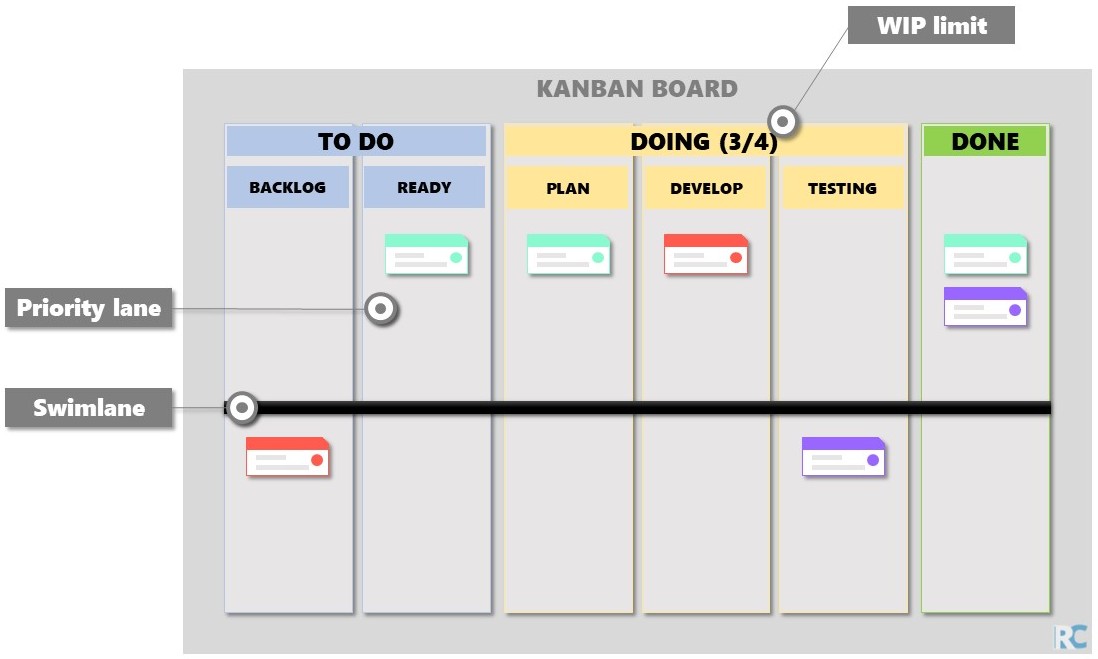 WIP limit
KANBAN BOARD
TO DO
DOING (3/4)
DONE
BACKLOG
READY
PLAN
DEVELOP
TESTING
Priority lane
Swimlane
RC